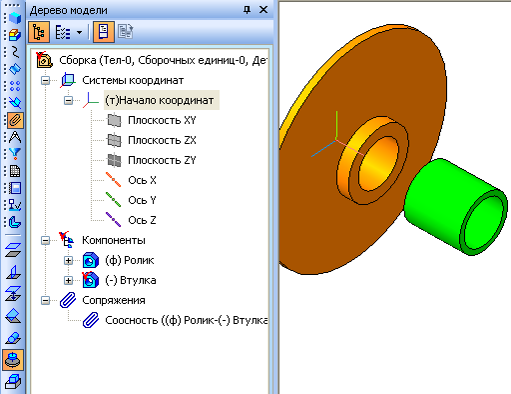 Дерево модели
Сборка (Тел-0, Сборочных единиц-0, Де
Системы координат
(т)Начало координат
Плоскость XY
Плоскость ZX
Плоскость ZY
Ось X
Ось Y
Ось Z
Компоненты
(ф) Ролик
(-) Втулка
Сопряжения
Соосность ((ф) Ролик-(-) Втулка